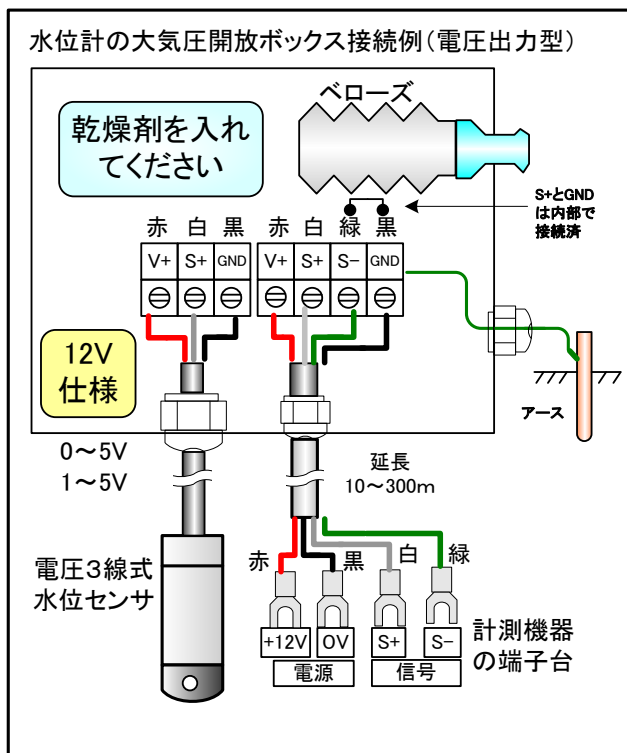 水位計の大気圧開放ボックス接続例(電圧出力型)
ベローズ
乾燥剤を入れ
てください
S+とGND
は内部で
接続済
赤 白 黒
赤 白 緑 黒
V+ S+ GND
V+ S+ S- GND
12V
仕様
アース
0～5V
1～5V
延長
10～300m
電圧3線式
水位センサ
赤 黒 白 緑
+12V 0V S+ S-
電源 信号
計測機器
の端子台